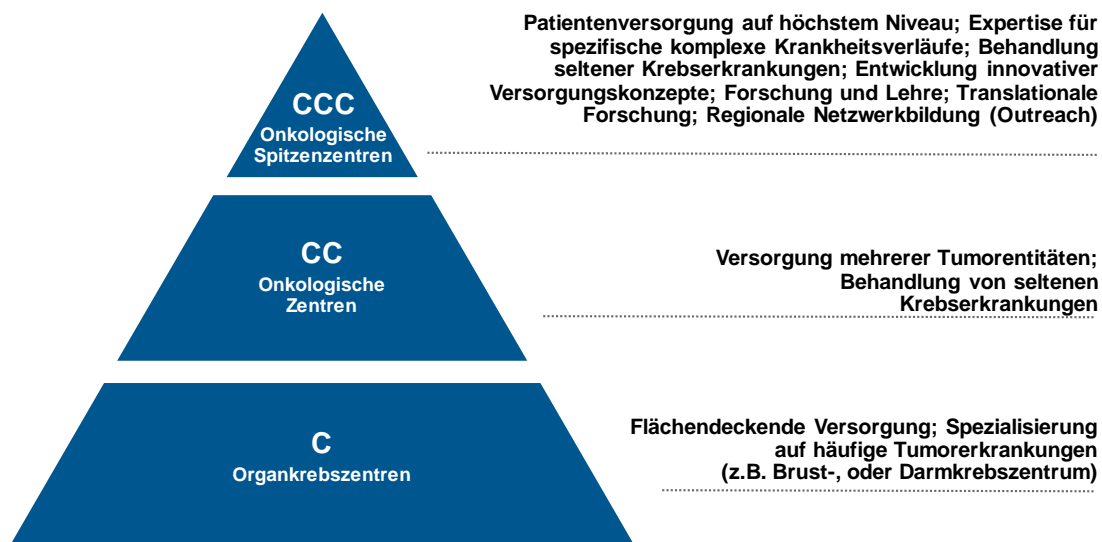 Patientenversorgung auf höchstem Niveau; Expertise für
spezifische komplexe Krankheitsverläufe; Behandlung
seltener Krebserkrankungen; Entwicklung innovativer
Versorgungskonzepte; Forschung und Lehre; Translationale
Forschung; Regionale Netzwerkbildung (Outreach)
CCC
Onkologische
Spitzenzentren
CC
Onkologische
Zentren
Versorgung mehrerer Tumorentitäten;
Behandlung von seltenen
Krebserkrankungen
C
Organkrebszentren
Flächendeckende Versorgung; Spezialisierung
auf häufige Tumorerkrankungen
(z.B. Brust-, oder Darmkrebszentrum)